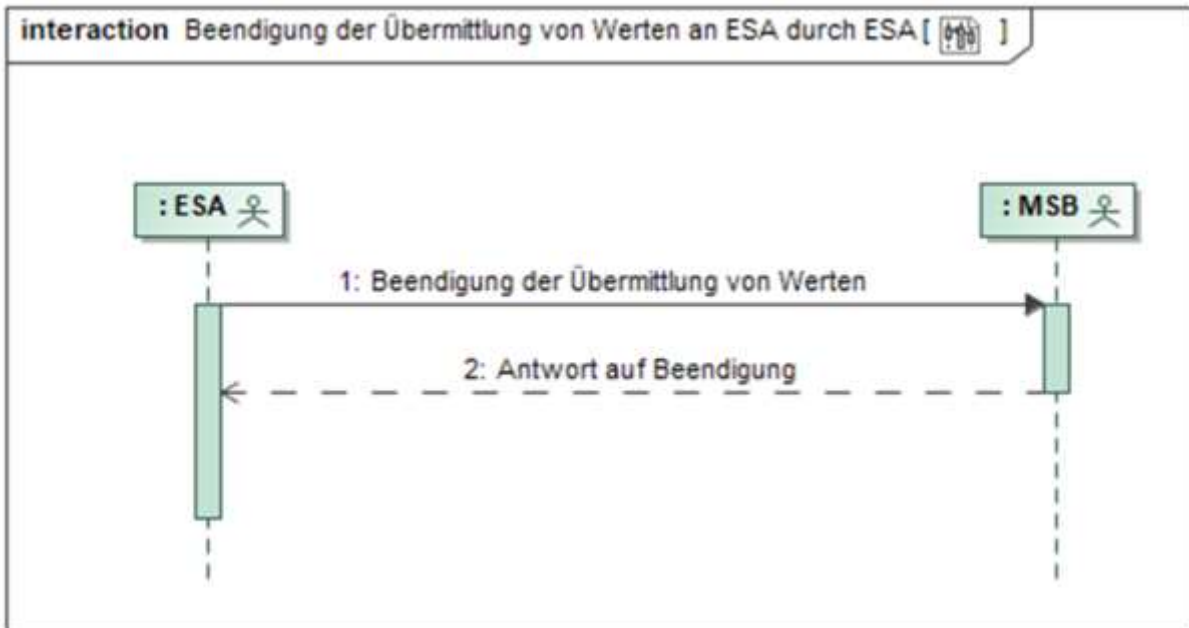 interaction Beendigung der Übermittlung von Werten an ESA durch ESA [ ]
: ESA
: MSB
1: Beendigung der Übermittlung von Werten
2: Antwort auf Beendigung